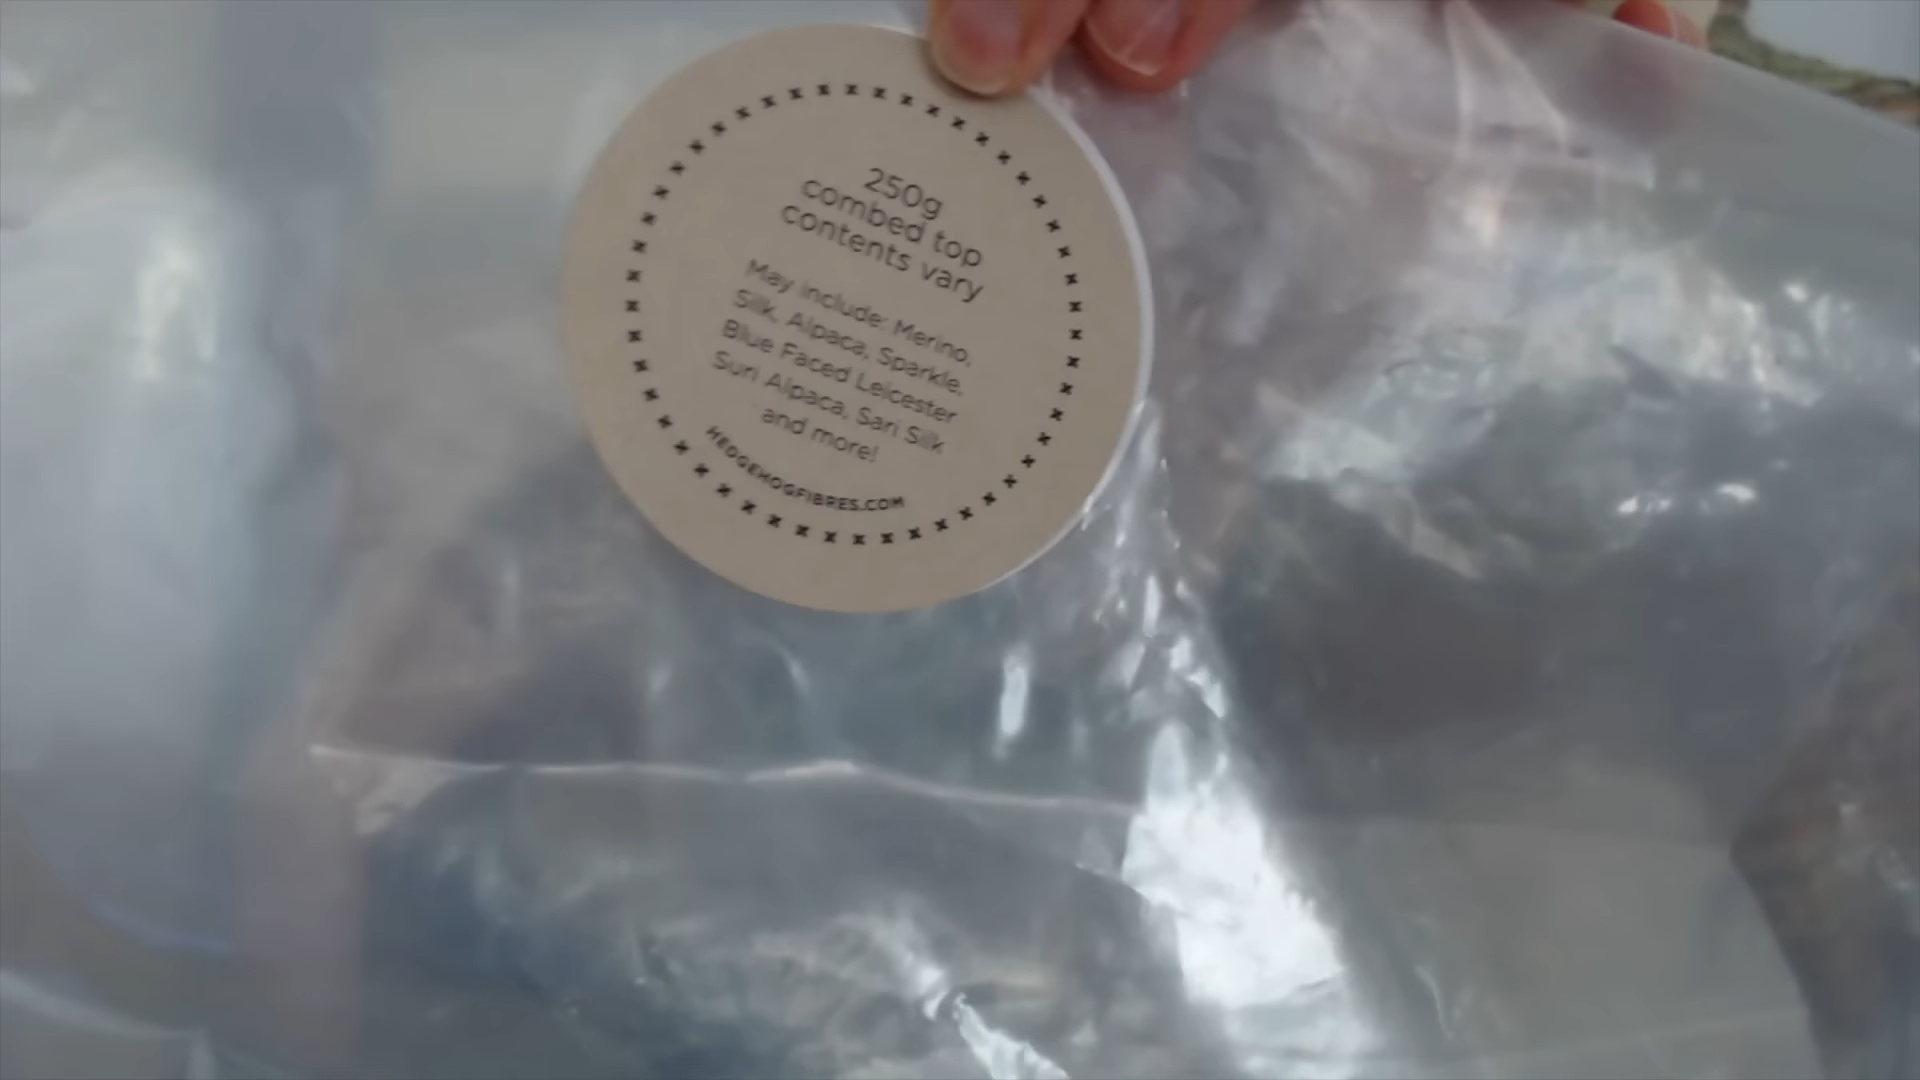 250g
combed top
contents vary
May include: Merino,
Silk, Alpaca, Sparkle,
Blue Faced Leicester
Suri Alpaca, Sari Silk
and more!
HEDGEHOGFIBRES.COM